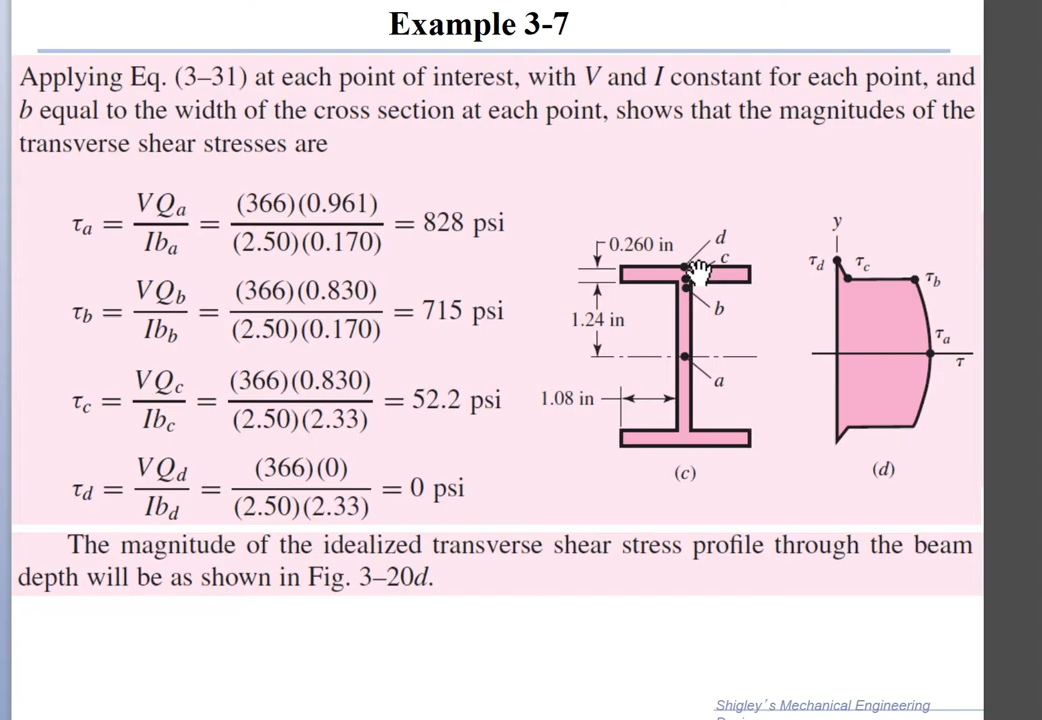 Example 3-7
Applying Eq. (3–31) at each point of interest, with V and I constant for each point, and
b equal to the width of the cross section at each point, shows that the magnitudes of the
transverse shear stresses are
τa = VQa / Iba = (366)(0.961) / (2.50)(0.170) = 828 psi
τb = VQb / Ibb = (366)(0.830) / (2.50)(0.170) = 715 psi
τc = VQc / Ibc = (366)(0.830) / (2.50)(2.33) = 52.2 psi
τd = VQd / Ibd = (366)(0) / (2.50)(2.33) = 0 psi
0.260 in
d
c
b
1.24 in
a
1.08 in
(c)
y
τd
τc
τb
τa
τ
(d)
The magnitude of the idealized transverse shear stress profile through the beam
depth will be as shown in Fig. 3–20d.
Shigley's Mechanical Engineering